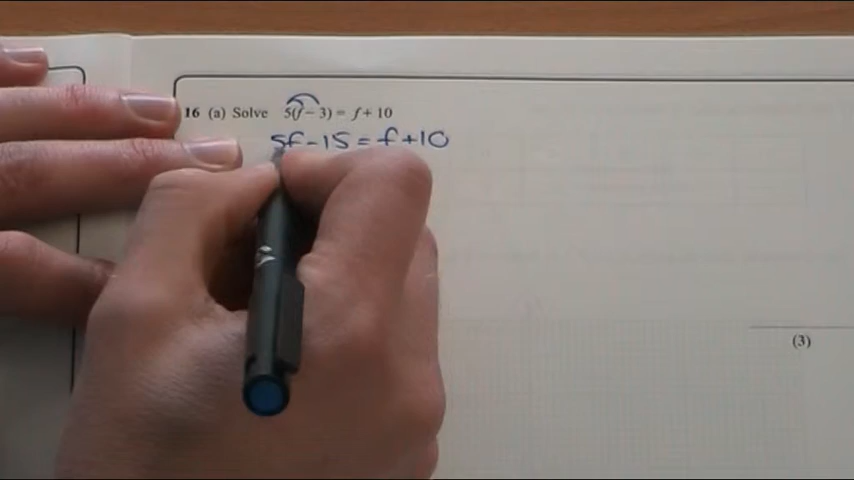 16 (a) Solve 5(f − 3) = f + 10
5f - 15 = f + 10
(3)